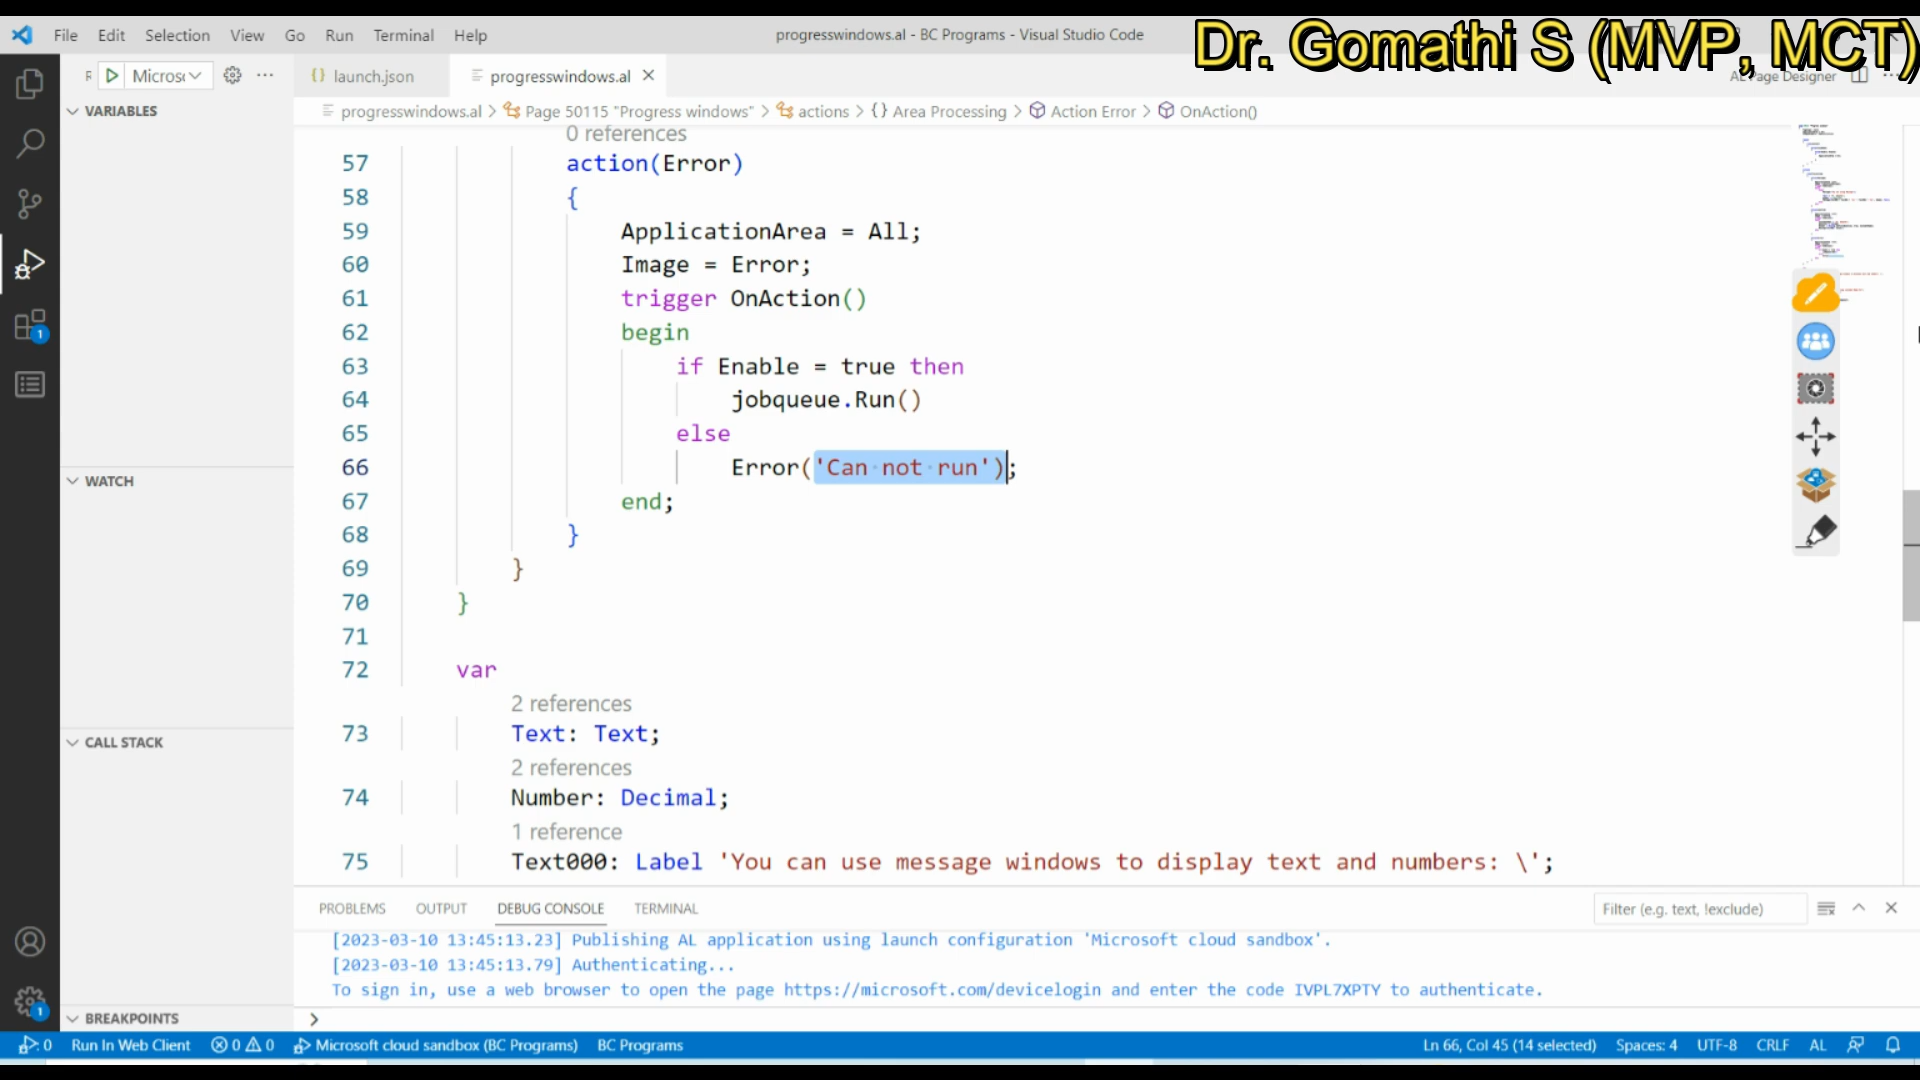 File Edit Selection View Go Run Terminal Help
progresswindows.al - BC Programs - Visual Studio Code
Dr. Gomathi S (MVP, MCT)
launch.json
progresswindows.al
AL Page Designer
VARIABLES
progresswindows.al > Page 50115 "Progress windows" > actions > {} Area Processing > Action Error > OnAction()
0 references
57 action(Error)
58 {
59 ApplicationArea = All;
60 Image = Error;
61 trigger OnAction()
62 begin
63 if Enable = true then
64 jobqueue.Run()
65 else
66 Error('Can not run');
67 end;
68 }
69 }
70 }
71
72 var
2 references
73 Text: Text;
2 references
74 Number: Decimal;
1 reference
75 Text000: Label 'You can use message windows to display text and numbers: \';
WATCH
CALL STACK
BREAKPOINTS
PROBLEMS OUTPUT DEBUG CONSOLE TERMINAL
Filter (e.g. text, !exclude)
[2023-03-10 13:45:13.23] Publishing AL application using launch configuration 'Microsoft cloud sandbox'.
[2023-03-10 13:45:13.79] Authenticating...
To sign in, use a web browser to open the page https://microsoft.com/devicelogin and enter the code IVPL7XPTY to authenticate.
>
0 Run In Web Client 0 0 Microsoft cloud sandbox (BC Programs) BC Programs
Ln 66, Col 45 (14 selected) Spaces: 4 UTF-8 CRLF AL